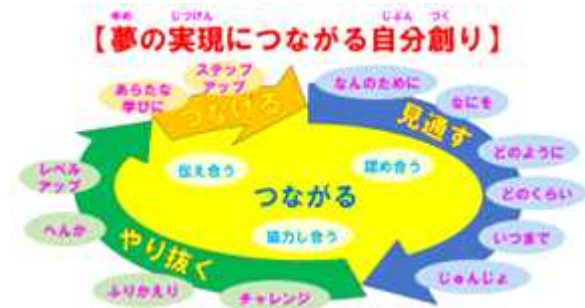 ゆめ じつげん じぶん づく
【夢の実現につながる自分創り】
ステップ
アップ
あらたな
学びに
つなげる
なんのために
なにを
見通す
どのように
どのくらい
いつまで
じゅんじょ
伝え合う
認め合う
つながる
協力し合う
レベル
アップ
へんか
やり抜く
ふりかえり
チャレンジ